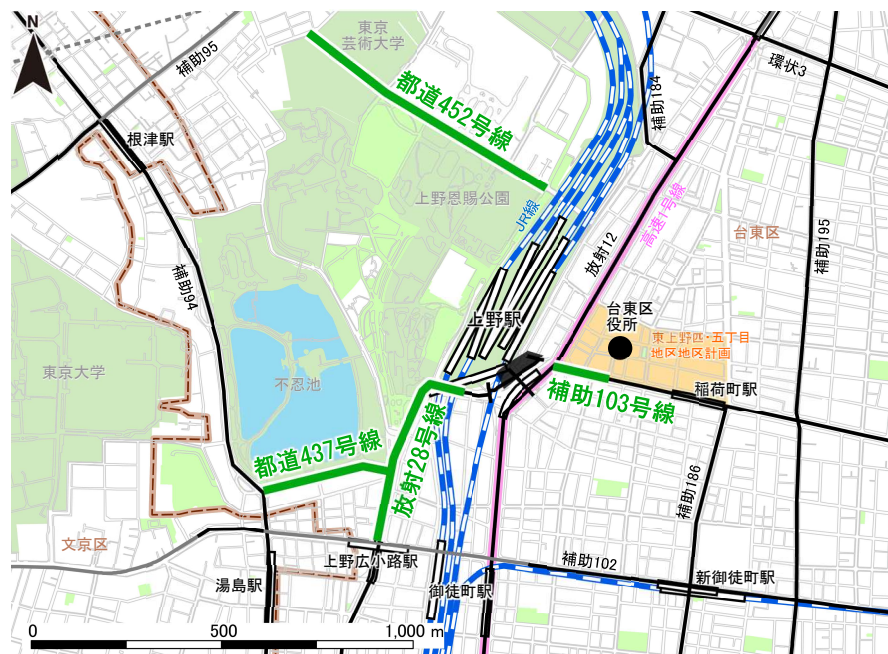 N
東京
芸術大学
補助95
環状3
都道452号線
補助184
根津駅
上野恩賜公園
JR線
高速1号線
台東区
補助195
放射12
補助94
台東区
役所
上野駅
東上野四・五丁目
地区地区計画
東京大学
不忍池
稲荷町駅
補助103号線
都道437号線
放射28号線
補助186
文京区
上野広小路駅
補助102
湯島駅
御徒町駅
新御徒町駅
0
500
1,000 m